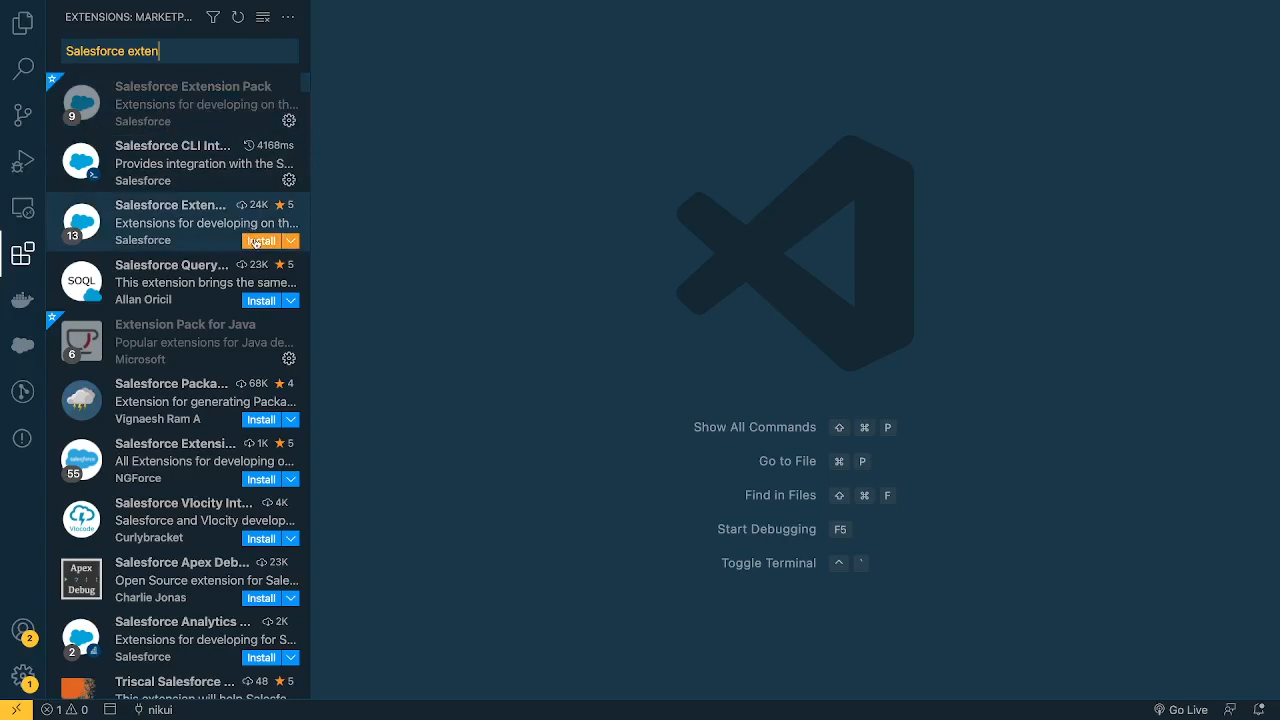 EXTENSIONS: MARKETP...
Salesforce exten
Salesforce Extension Pack
Extensions for developing on th...
9
Salesforce
Salesforce CLI Int... 4168ms
Provides integration with the S...
Salesforce
Salesforce Exten... 24K ★ 5
Extensions for developing on th...
13
Salesforce Install
Salesforce Query... 23K ★ 5
SOQL
This extension brings the same...
Allan Oricil Install
Extension Pack for Java
Popular extensions for Java de...
6
Microsoft
Salesforce Packa... 68K ★ 4
Extension for generating Packa...
Vignaesh Ram A Install
Salesforce Extensi... 1K ★ 5
salesforce
All Extensions for developing o...
55
NGForce Install
Salesforce Vlocity Int... 4K
Salesforce and Vlocity develop...
Vlocode
Curlybracket Install
Salesforce Apex Deb... 23K
Apex
Open Source extension for Sale...
Debug
Charlie Jonas Install
Salesforce Analytics ... 2K
Extensions for developing for S...
2
Salesforce Install
Triscal Salesforce ... 48 ★ 5
This extension will help Salesfo...
Show All Commands ⇧ ⌘ P
Go to File ⌘ P
Find in Files ⇧ ⌘ F
Start Debugging F5
Toggle Terminal ^ `
2
1
1 0 nikui
Go Live